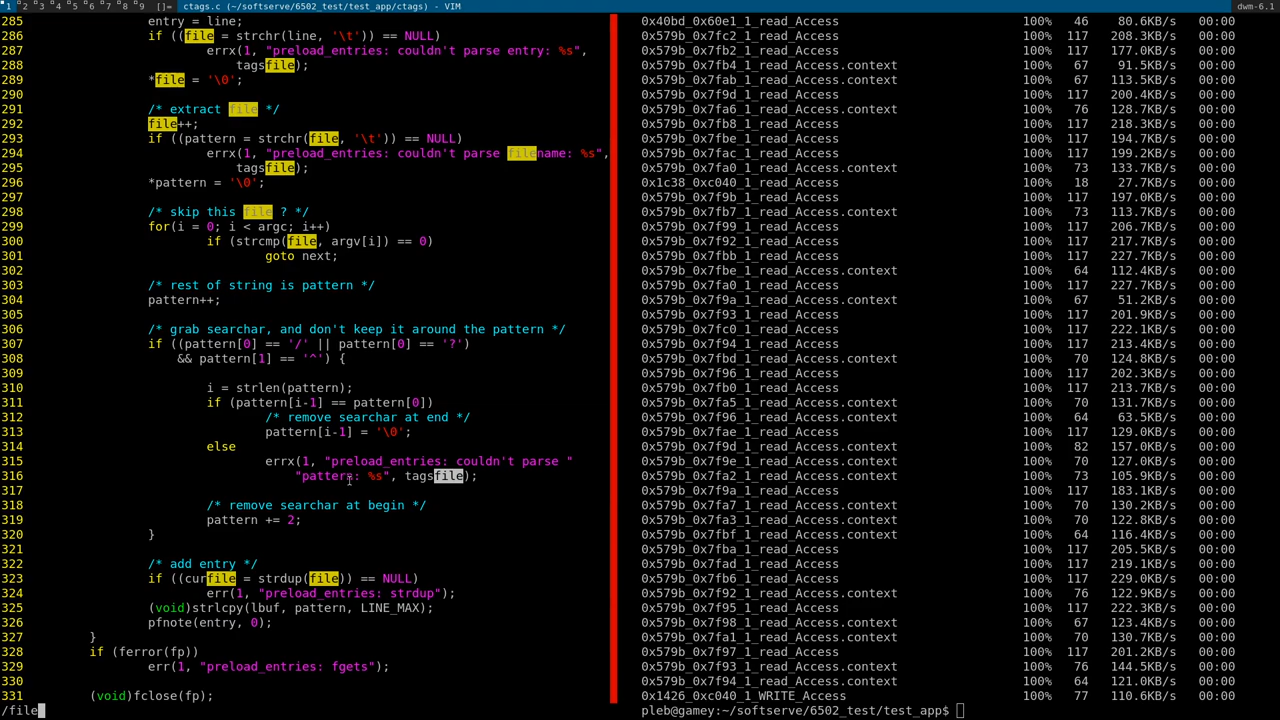 1 2 3 4 5 6 7 8 9 []= ctags.c (~/softserve/6502_test/test_app/ctags) - VIM dwm-6.1
285 entry = line;
286 if ((file = strchr(line, '\t')) == NULL)
287 errx(1, "preload_entries: couldn't parse entry: %s",
288 tagsfile);
289 *file = '\0';
290
291 /* extract file */
292 file++;
293 if ((pattern = strchr(file, '\t')) == NULL)
294 errx(1, "preload_entries: couldn't parse filename: %s",
295 tagsfile);
296 *pattern = '\0';
297
298 /* skip this file ? */
299 for(i = 0; i < argc; i++)
300 if (strcmp(file, argv[i]) == 0)
301 goto next;
302
303 /* rest of string is pattern */
304 pattern++;
305
306 /* grab searchar, and don't keep it around the pattern */
307 if ((pattern[0] == '/' || pattern[0] == '?')
308 && pattern[1] == '^') {
309
310 i = strlen(pattern);
311 if (pattern[i-1] == pattern[0])
312 /* remove searchar at end */
313 pattern[i-1] = '\0';
314 else
315 errx(1, "preload_entries: couldn't parse "
316 "pattern: %s", tagsfile);
317
318 /* remove searchar at begin */
319 pattern += 2;
320 }
321
322 /* add entry */
323 if ((curfile = strdup(file)) == NULL)
324 err(1, "preload_entries: strdup");
325 (void)strlcpy(lbuf, pattern, LINE_MAX);
326 pfnote(entry, 0);
327 }
328 if (ferror(fp))
329 err(1, "preload_entries: fgets");
330
331 (void)fclose(fp);
/file
0x40bd_0x60e1_1_read_Access 100% 46 80.6KB/s 00:00
0x579b_0x7fc2_1_read_Access 100% 117 208.3KB/s 00:00
0x579b_0x7fb2_1_read_Access 100% 117 177.0KB/s 00:00
0x579b_0x7fb4_1_read_Access.context 100% 67 91.5KB/s 00:00
0x579b_0x7fab_1_read_Access.context 100% 67 113.5KB/s 00:00
0x579b_0x7f9d_1_read_Access 100% 117 200.4KB/s 00:00
0x579b_0x7fa6_1_read_Access.context 100% 76 128.7KB/s 00:00
0x579b_0x7fb8_1_read_Access 100% 117 218.3KB/s 00:00
0x579b_0x7fbe_1_read_Access 100% 117 194.7KB/s 00:00
0x579b_0x7fac_1_read_Access 100% 117 199.2KB/s 00:00
0x579b_0x7fa0_1_read_Access.context 100% 73 133.7KB/s 00:00
0x1c38_0xc040_1_read_Access 100% 18 27.7KB/s 00:00
0x579b_0x7f9b_1_read_Access 100% 117 197.0KB/s 00:00
0x579b_0x7fb7_1_read_Access.context 100% 73 113.7KB/s 00:00
0x579b_0x7f99_1_read_Access 100% 117 206.7KB/s 00:00
0x579b_0x7f92_1_read_Access 100% 117 217.7KB/s 00:00
0x579b_0x7fbb_1_read_Access 100% 117 227.7KB/s 00:00
0x579b_0x7fbe_1_read_Access.context 100% 64 112.4KB/s 00:00
0x579b_0x7fa0_1_read_Access 100% 117 227.7KB/s 00:00
0x579b_0x7f9a_1_read_Access.context 100% 67 51.2KB/s 00:00
0x579b_0x7f93_1_read_Access 100% 117 201.9KB/s 00:00
0x579b_0x7fc0_1_read_Access 100% 117 222.1KB/s 00:00
0x579b_0x7f94_1_read_Access 100% 117 213.4KB/s 00:00
0x579b_0x7fbd_1_read_Access.context 100% 70 124.8KB/s 00:00
0x579b_0x7f96_1_read_Access 100% 117 202.3KB/s 00:00
0x579b_0x7fb0_1_read_Access 100% 117 213.7KB/s 00:00
0x579b_0x7fa5_1_read_Access.context 100% 70 131.7KB/s 00:00
0x579b_0x7f96_1_read_Access.context 100% 64 63.5KB/s 00:00
0x579b_0x7fae_1_read_Access 100% 117 129.0KB/s 00:00
0x579b_0x7f9d_1_read_Access.context 100% 82 157.0KB/s 00:00
0x579b_0x7f9e_1_read_Access.context 100% 70 127.0KB/s 00:00
0x579b_0x7fa2_1_read_Access.context 100% 73 105.9KB/s 00:00
0x579b_0x7f9a_1_read_Access 100% 117 183.1KB/s 00:00
0x579b_0x7fa7_1_read_Access.context 100% 70 130.2KB/s 00:00
0x579b_0x7fa3_1_read_Access.context 100% 70 122.8KB/s 00:00
0x579b_0x7fbf_1_read_Access.context 100% 64 116.4KB/s 00:00
0x579b_0x7fba_1_read_Access 100% 117 205.5KB/s 00:00
0x579b_0x7fad_1_read_Access 100% 117 219.1KB/s 00:00
0x579b_0x7fb6_1_read_Access 100% 117 229.0KB/s 00:00
0x579b_0x7f92_1_read_Access.context 100% 76 122.9KB/s 00:00
0x579b_0x7f95_1_read_Access 100% 117 222.3KB/s 00:00
0x579b_0x7f98_1_read_Access.context 100% 67 123.4KB/s 00:00
0x579b_0x7fa1_1_read_Access.context 100% 70 130.7KB/s 00:00
0x579b_0x7f97_1_read_Access 100% 117 201.2KB/s 00:00
0x579b_0x7f93_1_read_Access.context 100% 76 144.5KB/s 00:00
0x579b_0x7f94_1_read_Access.context 100% 64 121.0KB/s 00:00
0x1426_0xc040_1_WRITE_Access 100% 77 110.6KB/s 00:00
pleb@gamey:~/softserve/6502_test/test_app$